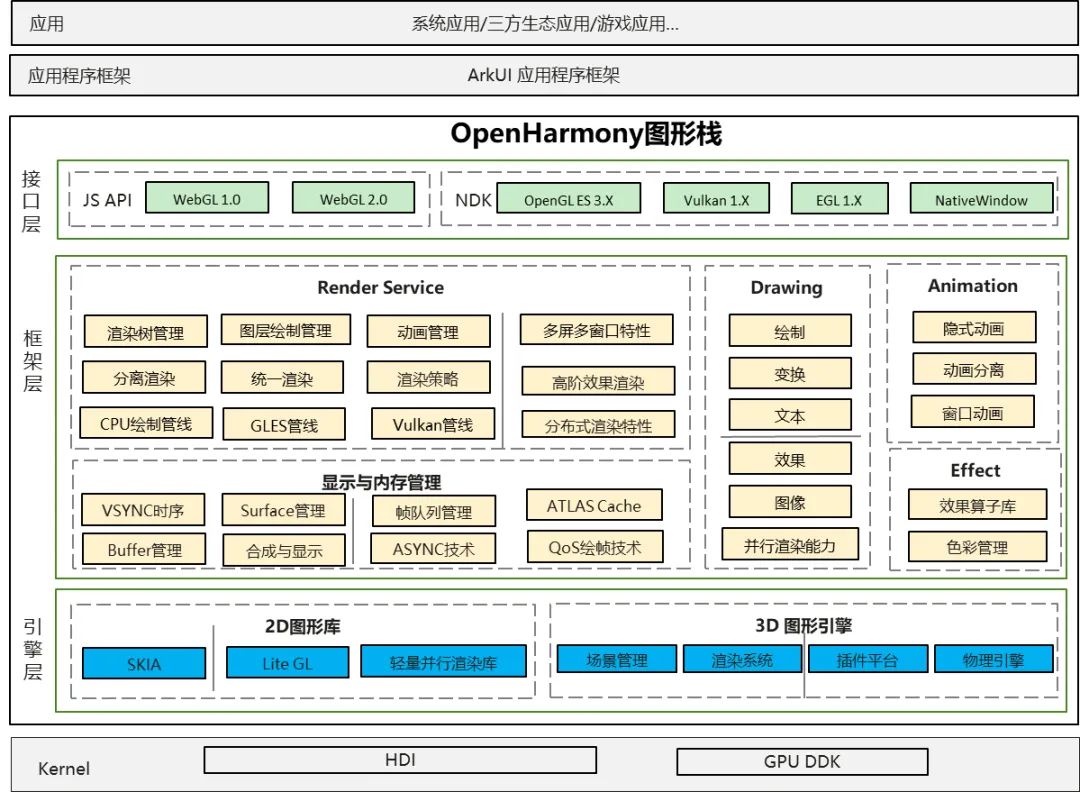 应用 系统应用/三方生态应用/游戏应用...
应用程序框架 ArkUI 应用程序框架
OpenHarmony图形栈
接口层
JS API WebGL 1.0 WebGL 2.0 NDK OpenGL ES 3.X Vulkan 1.X EGL 1.X NativeWindow
框架层
Render Service
渲染树管理 图层绘制管理 动画管理 多屏多窗口特性
分离渲染 统一渲染 渲染策略 高阶效果渲染
CPU绘制管线 GLES管线 Vulkan管线 分布式渲染特性
显示与内存管理
VSYNC时序 Surface管理 帧队列管理 ATLAS Cache
Buffer管理 合成与显示 ASYNC技术 QoS绘帧技术
Drawing
绘制
变换
文本
效果
图像
并行渲染能力
Animation
隐式动画
动画分离
窗口动画
Effect
效果算子库
色彩管理
引擎层
2D图形库
SKIA Lite GL 轻量并行渲染库
3D 图形引擎
场景管理 渲染系统 插件平台 物理引擎
Kernel HDI GPU DDK